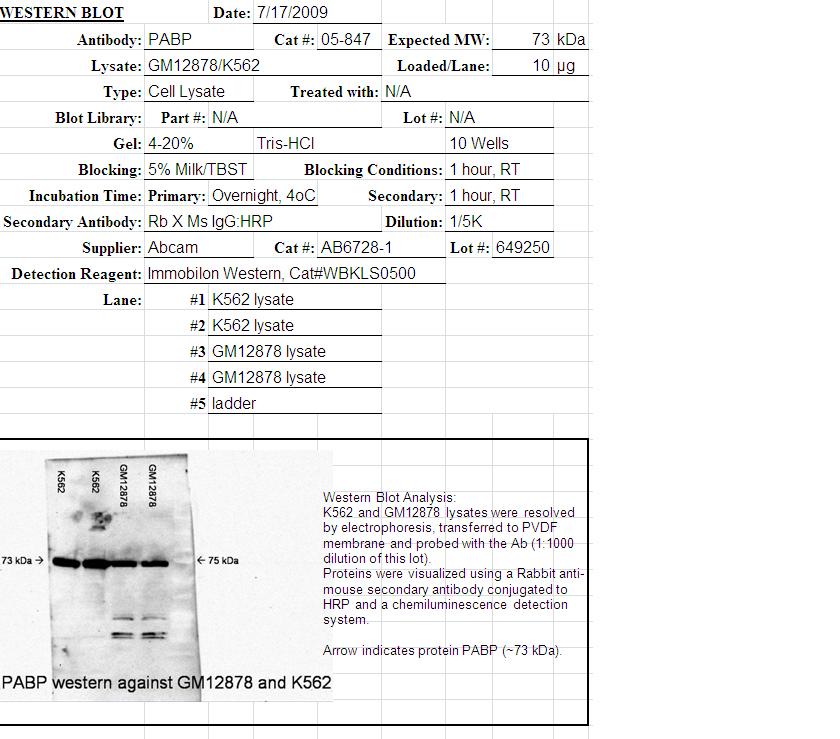 WESTERN BLOT Date: 7/17/2009
Antibody: PABP Cat #: 05-847 Expected MW: 73 kDa
Lysate: GM12878/K562 Loaded/Lane: 10 µg
Type: Cell Lysate Treated with: N/A
Blot Library: Part #: N/A Lot #: N/A
Gel: 4-20% Tris-HCl 10 Wells
Blocking: 5% Milk/TBST Blocking Conditions: 1 hour, RT
Incubation Time: Primary: Overnight, 4oC Secondary: 1 hour, RT
Secondary Antibody: Rb X Ms IgG:HRP Dilution: 1/5K
Supplier: Abcam Cat #: AB6728-1 Lot #: 649250
Detection Reagent: Immobilon Western, Cat#WBKLS0500
Lane: #1 K562 lysate
#2 K562 lysate
#3 GM12878 lysate
#4 GM12878 lysate
#5 ladder
K562 K562 GM12878 GM12878
73 kDa → ← 75 kDa
PABP western against GM12878 and K562
Western Blot Analysis:
K562 and GM12878 lysates were resolved
by electrophoresis, transferred to PVDF
membrane and probed with the Ab (1:1000
dilution of this lot).
Proteins were visualized using a Rabbit anti-
mouse secondary antibody conjugated to
HRP and a chemiluminescence detection
system.
Arrow indicates protein PABP (~73 kDa).